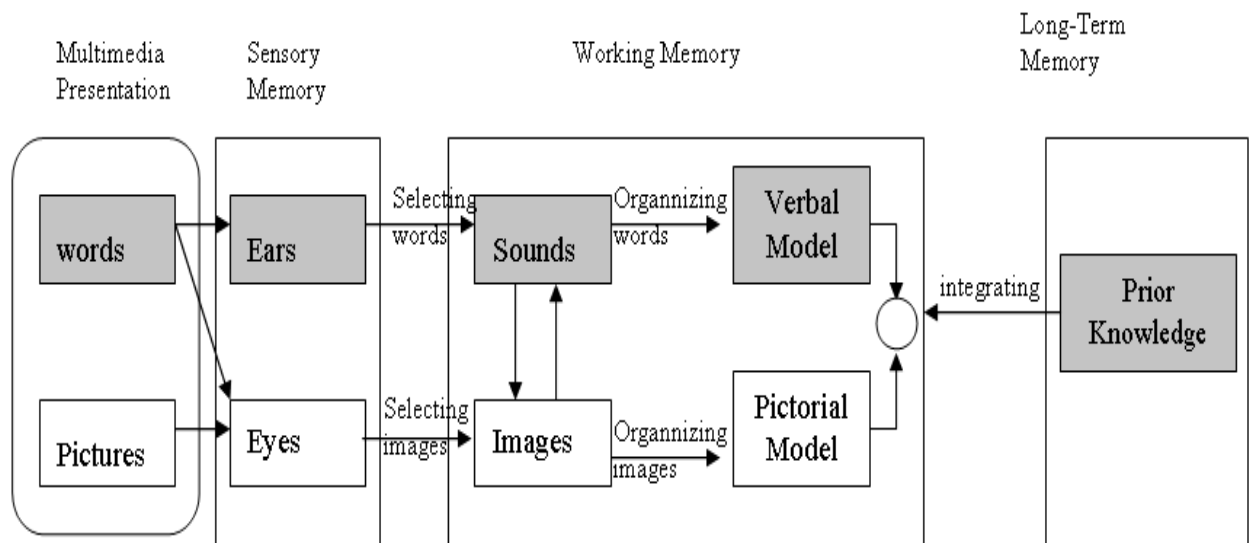 Multimedia
Presentation
Sensory
Memory
Working Memory
Long-Term
Memory
words
Ears
Selecting
words
Sounds
Organnizing
words
Verbal
Model
integrating
Prior
Knowledge
Pictures
Eyes
Selecting
images
Images
Organnizing
images
Pictorial
Model